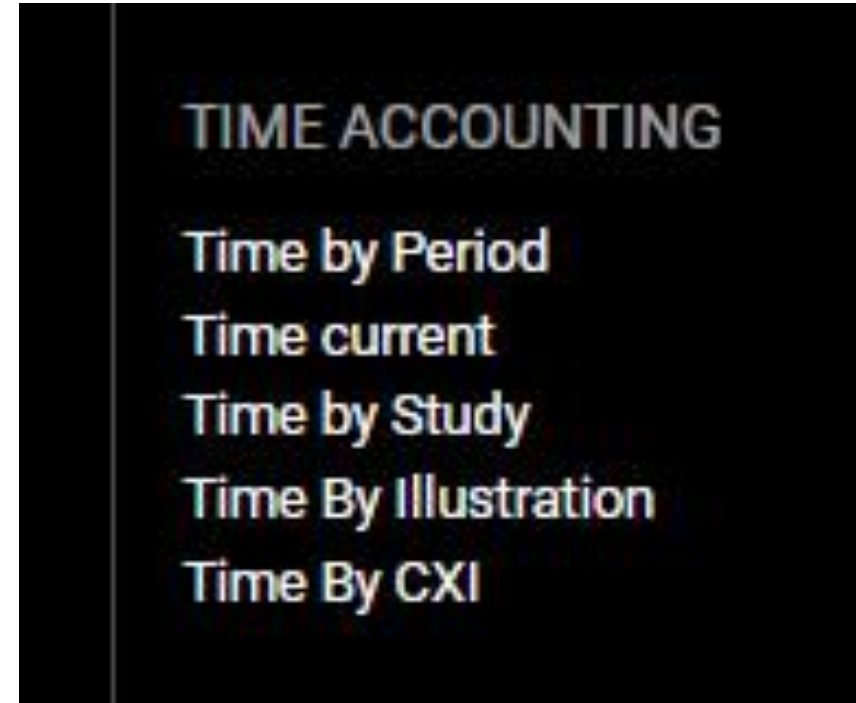 TIME ACCOUNTING
Time by Period
Time current
Time by Study
Time By Illustration
Time By CXI